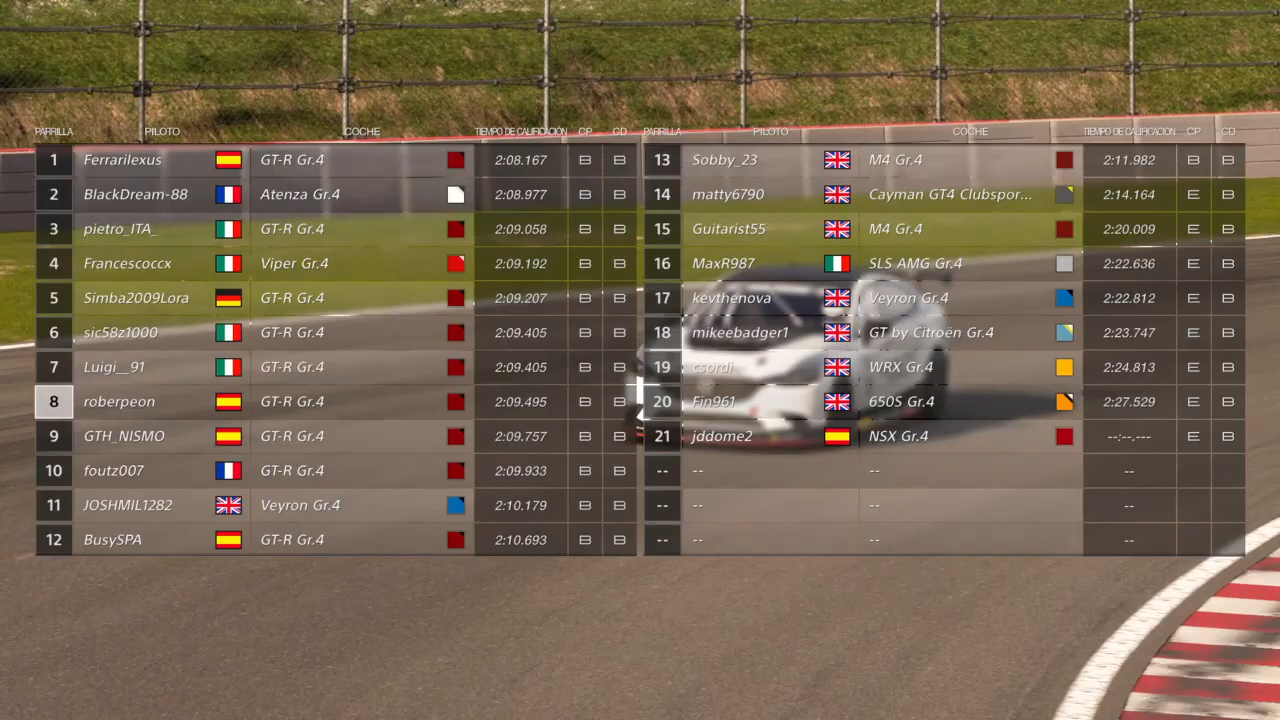 PARRILLA PILOTO COCHE TIEMPO DE CALIFICACIÓN CP CD
1 Ferrarilexus GT-R Gr.4 2:08.167 B B
2 BlackDream-88 Atenza Gr.4 2:08.977 B B
3 pietro_ITA_ GT-R Gr.4 2:09.058 B B
4 Francescoccx Viper Gr.4 2:09.192 B B
5 Simba2009Lora GT-R Gr.4 2:09.207 B B
6 sic58z1000 GT-R Gr.4 2:09.405 B B
7 Luigi__91 GT-R Gr.4 2:09.405 B B
8 roberpeon GT-R Gr.4 2:09.495 B B
9 GTH_NISMO GT-R Gr.4 2:09.757 B B
10 foutz007 GT-R Gr.4 2:09.933 B B
11 JOSHMIL1282 Veyron Gr.4 2:10.179 B B
12 BusySPA GT-R Gr.4 2:10.693 B B
PARRILLA PILOTO COCHE TIEMPO DE CALIFICACIÓN CP CD
13 Sobby_23 M4 Gr.4 2:11.982 B B
14 matty6790 Cayman GT4 Clubspor... 2:14.164 E B
15 Guitarist55 M4 Gr.4 2:20.009 E B
16 MaxR987 SLS AMG Gr.4 2:22.636 E B
17 kevthenova Veyron Gr.4 2:22.812 E B
18 mikeebadger1 GT by Citroën Gr.4 2:23.747 E B
19 csordi WRX Gr.4 2:24.813 E B
20 Fin961 650S Gr.4 2:27.529 E B
21 jddome2 NSX Gr.4 --:--.--- E B
-- -- -- --
-- -- -- --
-- -- -- --